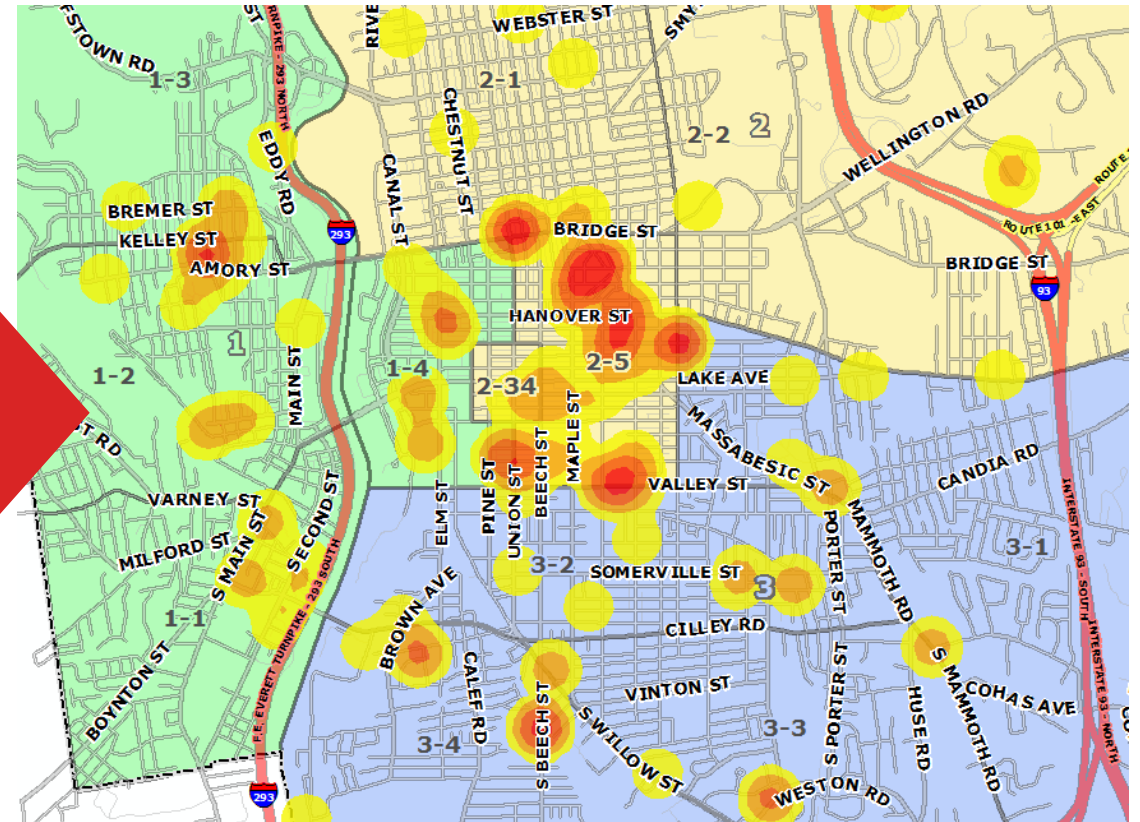 WEBSTER ST
1-3
2-1
CHESTNUT ST
2-2
2
WELLINGTON RD
EDDY RD
CANAL ST
BREMER ST
KELLEY ST
AMORY ST
293
BRIDGE ST
ROUTE 101 - EAST
BRIDGE ST
93
HANOVER ST
1
MAIN ST
1-2
1-4
2-34
2-5
LAKE AVE
MAPLE ST
MASSABESIC ST
CANDIA RD
VARNEY ST
MILFORD ST
S MAIN ST
SECOND ST
ELM ST
PINE ST
UNION ST
BEECH ST
VALLEY ST
PORTER ST
MAMMOTH RD
3-1
3-2
SOMERVILLE ST
3
1-1
BROWN AVE
CILLEY RD
BOYNTON ST
F.E. EVERETT TURNPIKE - 293 SOUTH
CALEF RD
S BEECH ST
VINTON ST
S WILLOW ST
S PORTER ST
HUSE RD
S MAMMOTH RD
COHAS AVE
INTERSTATE 93 - SOUTH
INTERSTATE 93 - NORTH
3-4
3-3
WESTON RD
293